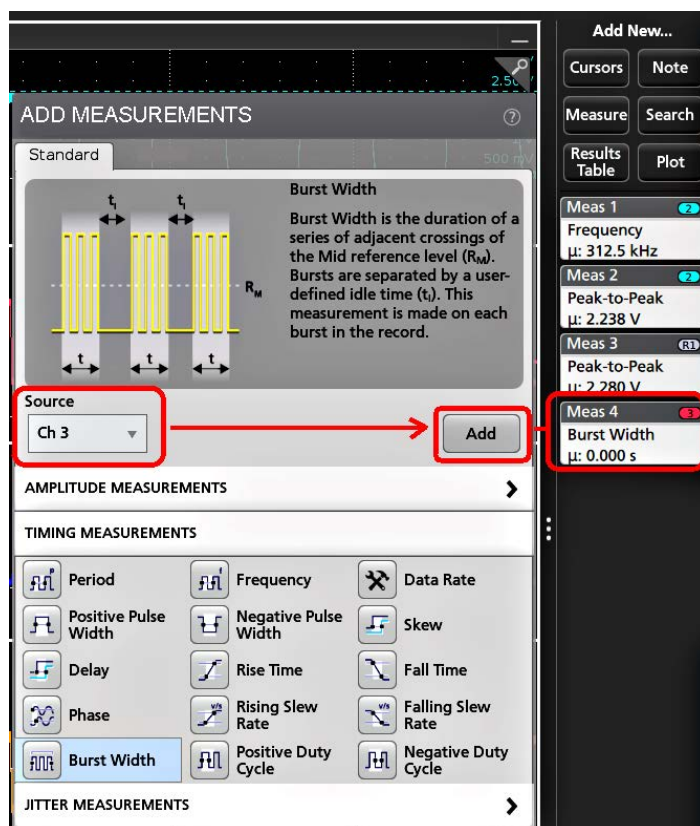 2.50 V
ADD MEASUREMENTS
?
Standard
500 mV
Burst Width
Burst Width is the duration of a
series of adjacent crossings of
the Mid reference level (RM).
Bursts are separated by a user-
defined idle time (tI). This
measurement is made on each
burst in the record.
tI tI
RM
t t t
Source
Ch 3
Add
AMPLITUDE MEASUREMENTS
TIMING MEASUREMENTS
Period Frequency Data Rate
Positive Pulse Width Negative Pulse Width Skew
Delay Rise Time Fall Time
Phase Rising Slew Rate Falling Slew Rate
Burst Width Positive Duty Cycle Negative Duty Cycle
JITTER MEASUREMENTS
Add New...
Cursors Note
Measure Search
Results Table Plot
Meas 1 2
Frequency
μ: 312.5 kHz
Meas 2 2
Peak-to-Peak
μ: 2.238 V
Meas 3 R1
Peak-to-Peak
μ: 2.280 V
Meas 4 3
Burst Width
μ: 0.000 s